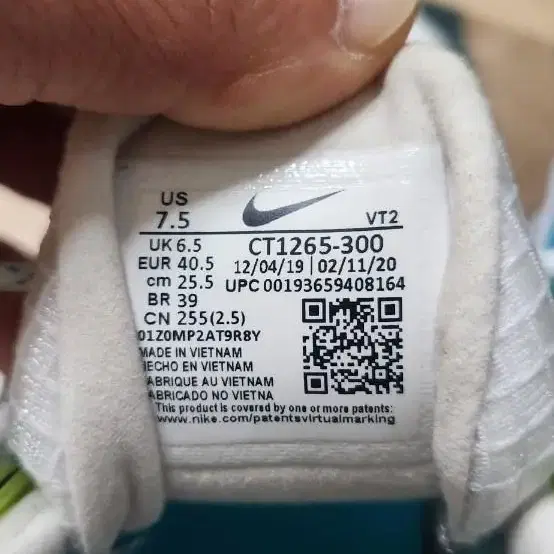 US
7.5
VT2
UK 6.5
CT1265-300
EUR 40.5
12/04/19 | 02/11/20
cm 25.5
UPC 00193659408164
BR 39
CN 255(2.5)
01Z0MP2AT9R8Y
MADE IN VIETNAM
HECHO EN VIETNAM
FABRIQUE AU VIETNAM
FABRICADO NO VIETNA
This product is covered by one or more patents:
www.nike.com/patentsvirtualmarking